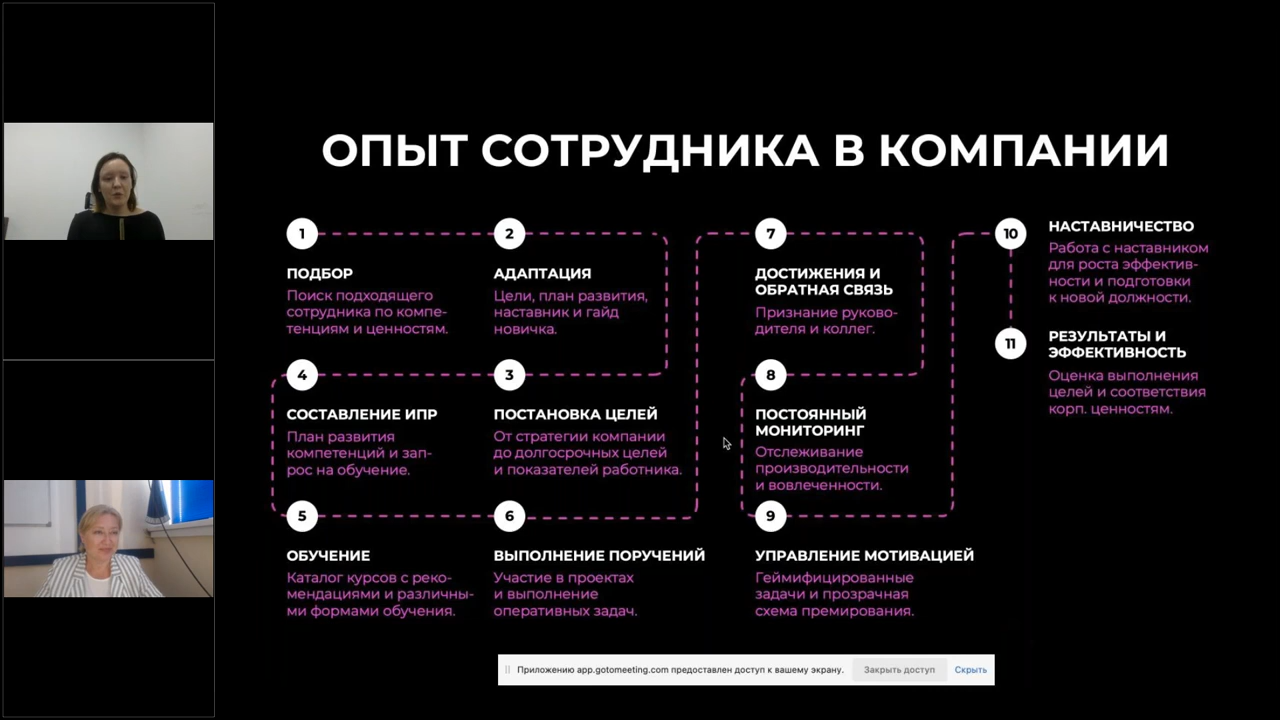 ОПЫТ СОТРУДНИКА В КОМПАНИИ
1
ПОДБОР
Поиск подходящего
сотрудника по компе-
тенциям и ценностям.
2
АДАПТАЦИЯ
Цели, план развития,
наставник и гайд
новичка.
3
ПОСТАНОВКА ЦЕЛЕЙ
От стратегии компании
до долгосрочных целей
и показателей работника.
4
СОСТАВЛЕНИЕ ИПР
План развития
компетенций и зап-
рос на обучение.
5
ОБУЧЕНИЕ
Каталог курсов с реко-
мендациями и различны-
ми формами обучения.
6
ВЫПОЛНЕНИЕ ПОРУЧЕНИЙ
Участие в проектах
и выполнение
оперативных задач.
7
ДОСТИЖЕНИЯ И
ОБРАТНАЯ СВЯЗЬ
Признание руково-
дителя и коллег.
8
ПОСТОЯННЫЙ
МОНИТОРИНГ
Отслеживание
производительности
и вовлеченности.
9
УПРАВЛЕНИЕ МОТИВАЦИЕЙ
Геймифицированные
задачи и прозрачная
схема премирования.
10
НАСТАВНИЧЕСТВО
Работа с наставником
для роста эффектив-
ности и подготовки
к новой должности.
11
РЕЗУЛЬТАТЫ И
ЭФФЕКТИВНОСТЬ
Оценка выполнения
целей и соответствия
корп. ценностям.
Приложению app.gotomeeting.com предоставлен доступ к вашему экрану.
Закрыть доступ
Скрыть